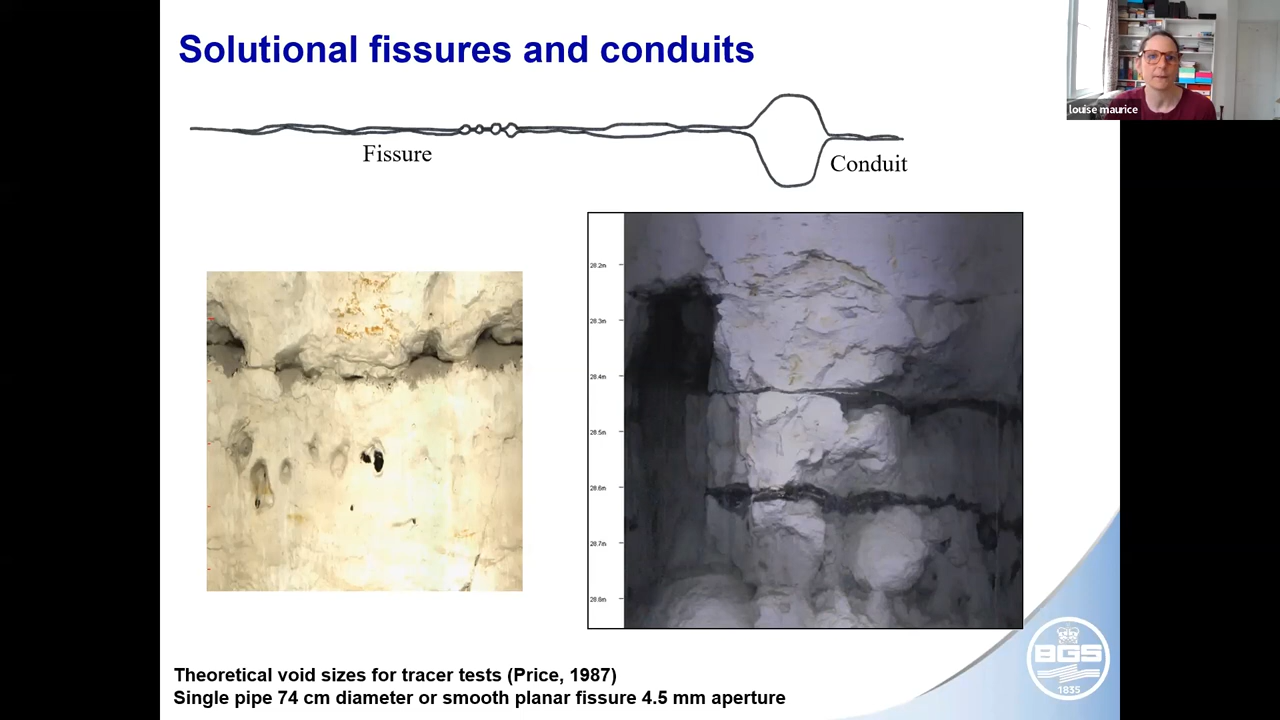 Solutional fissures and conduits
louise maurice
Fissure
Conduit
28.2m
28.3m
28.4m
28.5m
28.6m
28.7m
28.8m
Theoretical void sizes for tracer tests (Price, 1987)
Single pipe 74 cm diameter or smooth planar fissure 4.5 mm aperture
BGS
1835